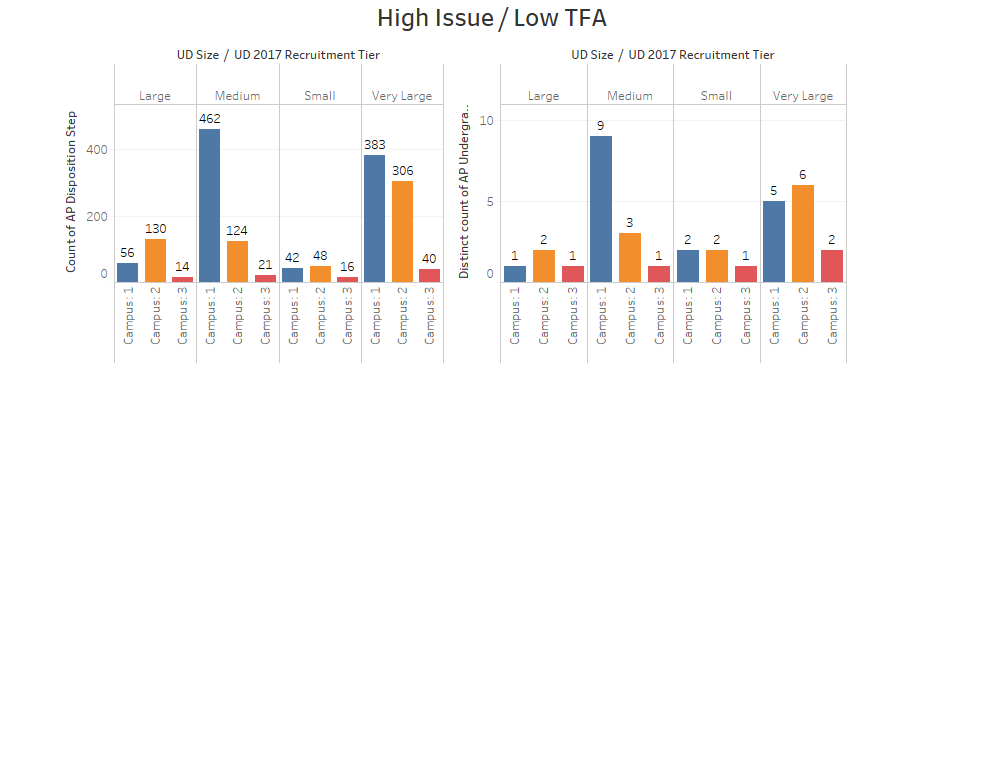 High Issue / Low TFA
UD Size / UD 2017 Recruitment Tier
Large Medium Small Very Large
Count of AP Disposition Step
400
200
0
56 130 14 462 124 21 42 48 16 383 306 40
Campus: 1 Campus: 2 Campus: 3 Campus: 1 Campus: 2 Campus: 3 Campus: 1 Campus: 2 Campus: 3 Campus: 1 Campus: 2 Campus: 3
UD Size / UD 2017 Recruitment Tier
Large Medium Small Very Large
Distinct count of AP Undergra..
10
5
0
1 2 1 9 3 1 2 2 1 5 6 2
Campus: 1 Campus: 2 Campus: 3 Campus: 1 Campus: 2 Campus: 3 Campus: 1 Campus: 2 Campus: 3 Campus: 1 Campus: 2 Campus: 3